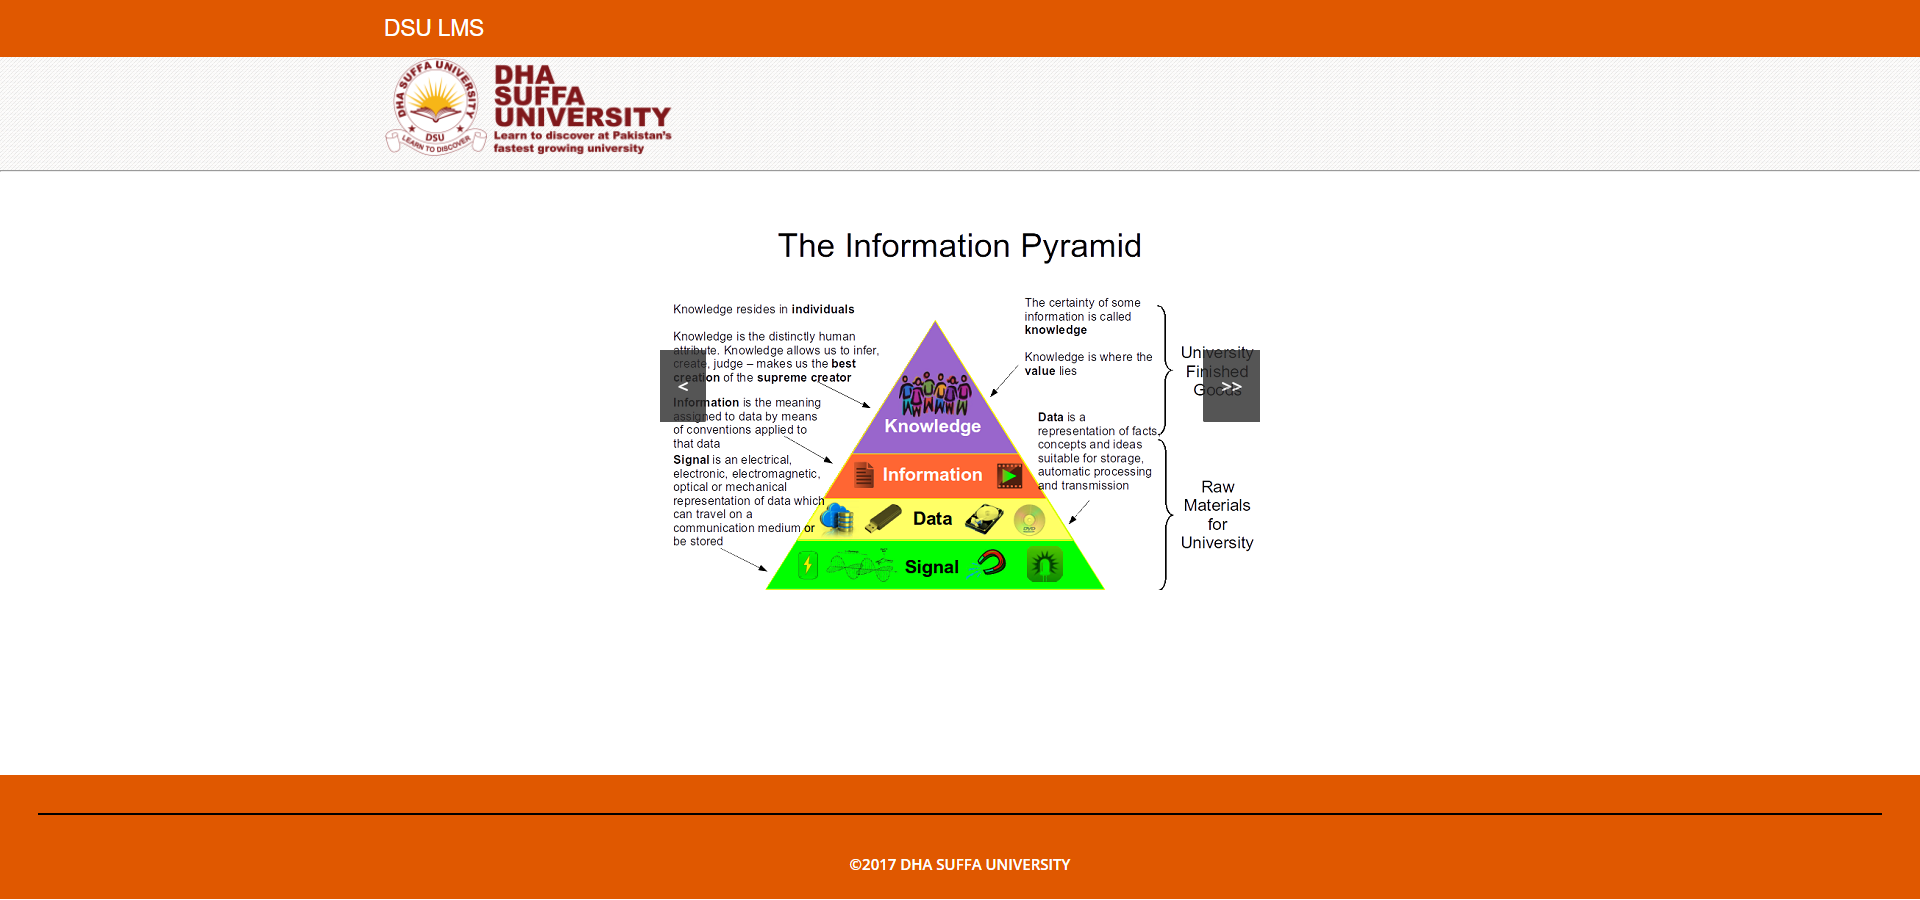 DSU LMS
DHA SUFFA UNIVERSITY
DSU
LEARN TO DISCOVER
DHA
SUFFA
UNIVERSITY
Learn to discover at Pakistan's
fastest growing university
The Information Pyramid
Knowledge resides in individuals
Knowledge is the distinctly human
attribute. Knowledge allows us to infer,
create, judge – makes us the best
creation of the supreme creator
Information is the meaning
assigned to data by means
of conventions applied to
that data
Signal is an electrical,
electronic, electromagnetic,
optical or mechanical
representation of data which
can travel on a
communication medium or
be stored
<
Knowledge
Information
Data
DVD
Signal
The certainty of some
information is called
knowledge
Knowledge is where the
value lies
Data is a
representation of facts,
concepts and ideas
suitable for storage,
automatic processing
and transmission
University
Finished
Goods
>>
Raw
Materials
for
University
©2017 DHA SUFFA UNIVERSITY